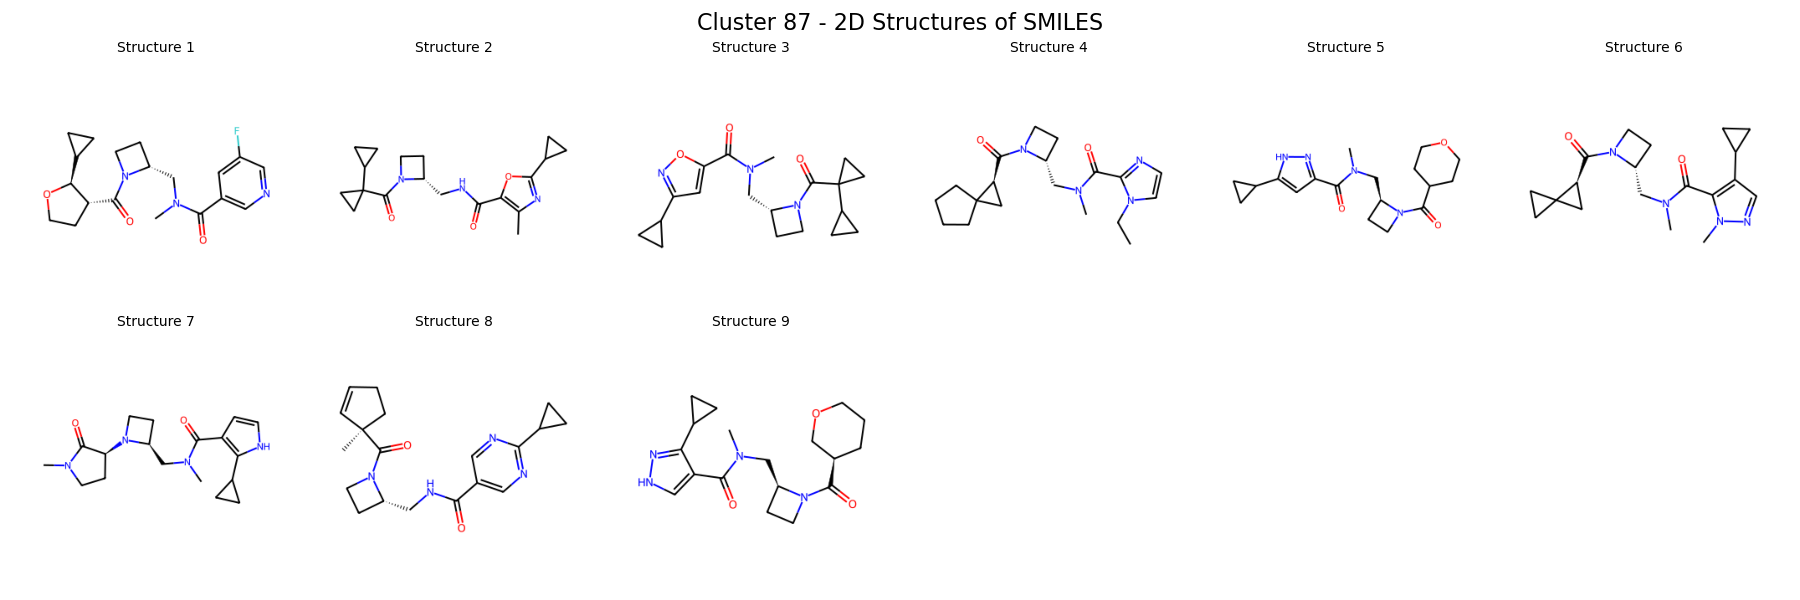 Cluster 87 - 2D Structures of SMILES
Structure 1
Structure 2
Structure 3
Structure 4
Structure 5
Structure 6
O
N
O
N
O
F
N
N
O
H
N
O
O
N
N
O
O
N
O
N
O
O
N
N
O
N
N
HN
N
O
N
N
O
O
O
N
N
O
N
N
Structure 7
Structure 8
Structure 9
O
N
N
O
N
NH
O
N
H
N
O
N
N
N
HN
O
N
N
O
O